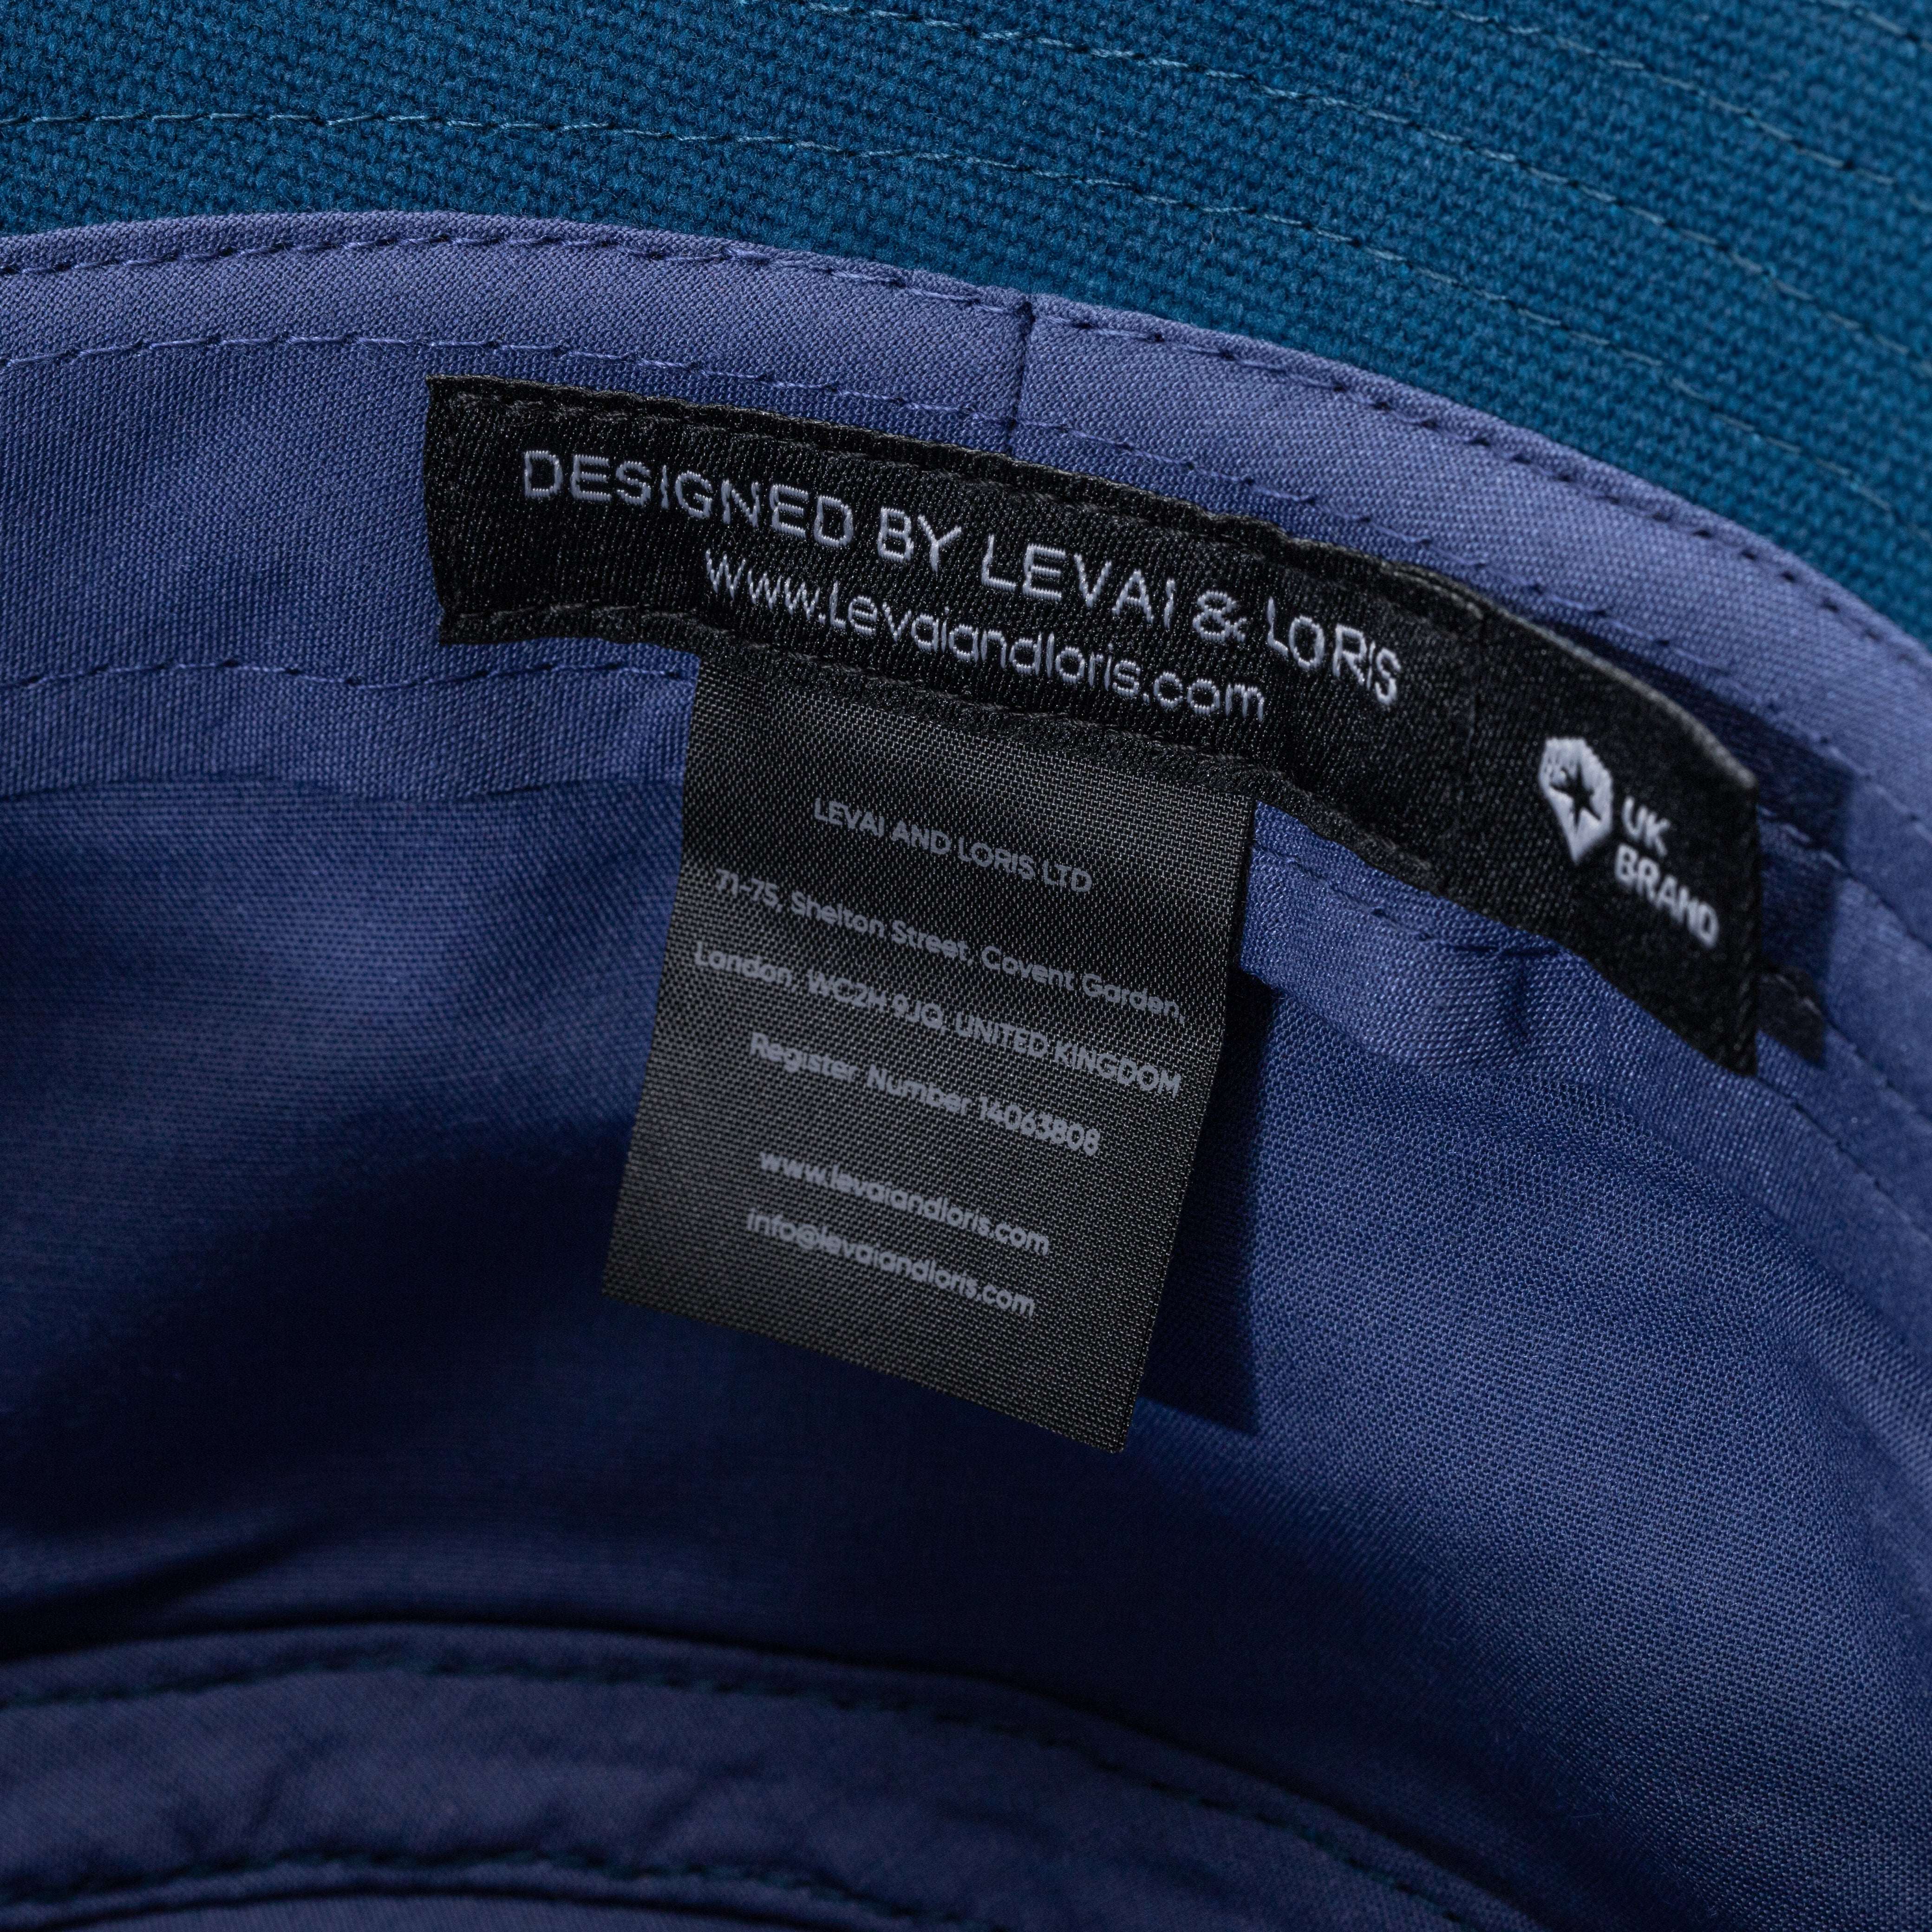 DESIGNED BY LEVAI & LORIS
www.Levaiandloris.com
UK
BRAND
LEVAI AND LORIS LTD
71-75, Shelton Street, Covent Garden,
London, WC2H 9JQ, UNITED KINGDOM
Register Number 14063808
www.levaiandloris.com
info@levaiandloris.com